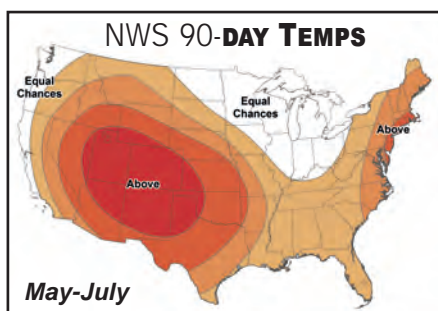 NWS 90-DAY TEMPS
Equal
Chances
Equal
Chances
Above
Above
May-July